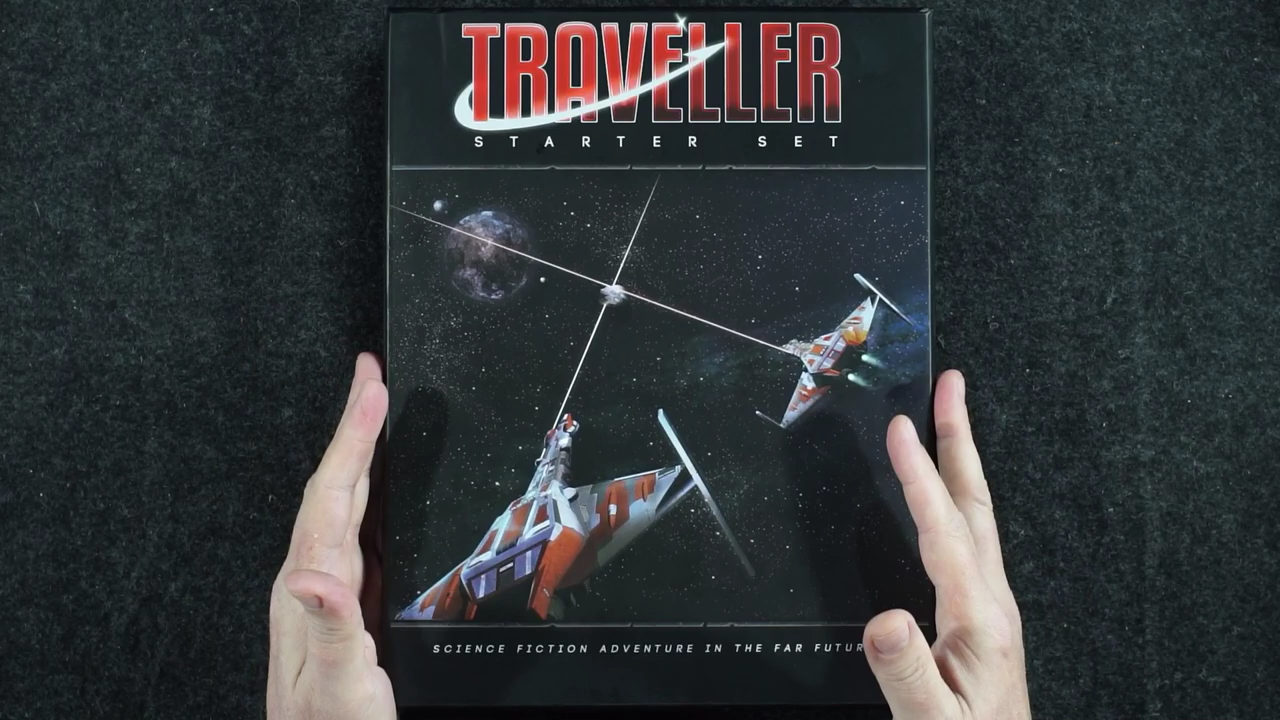 TRAVELLER
STARTER SET
SCIENCE FICTION ADVENTURE IN THE FAR FUTUR